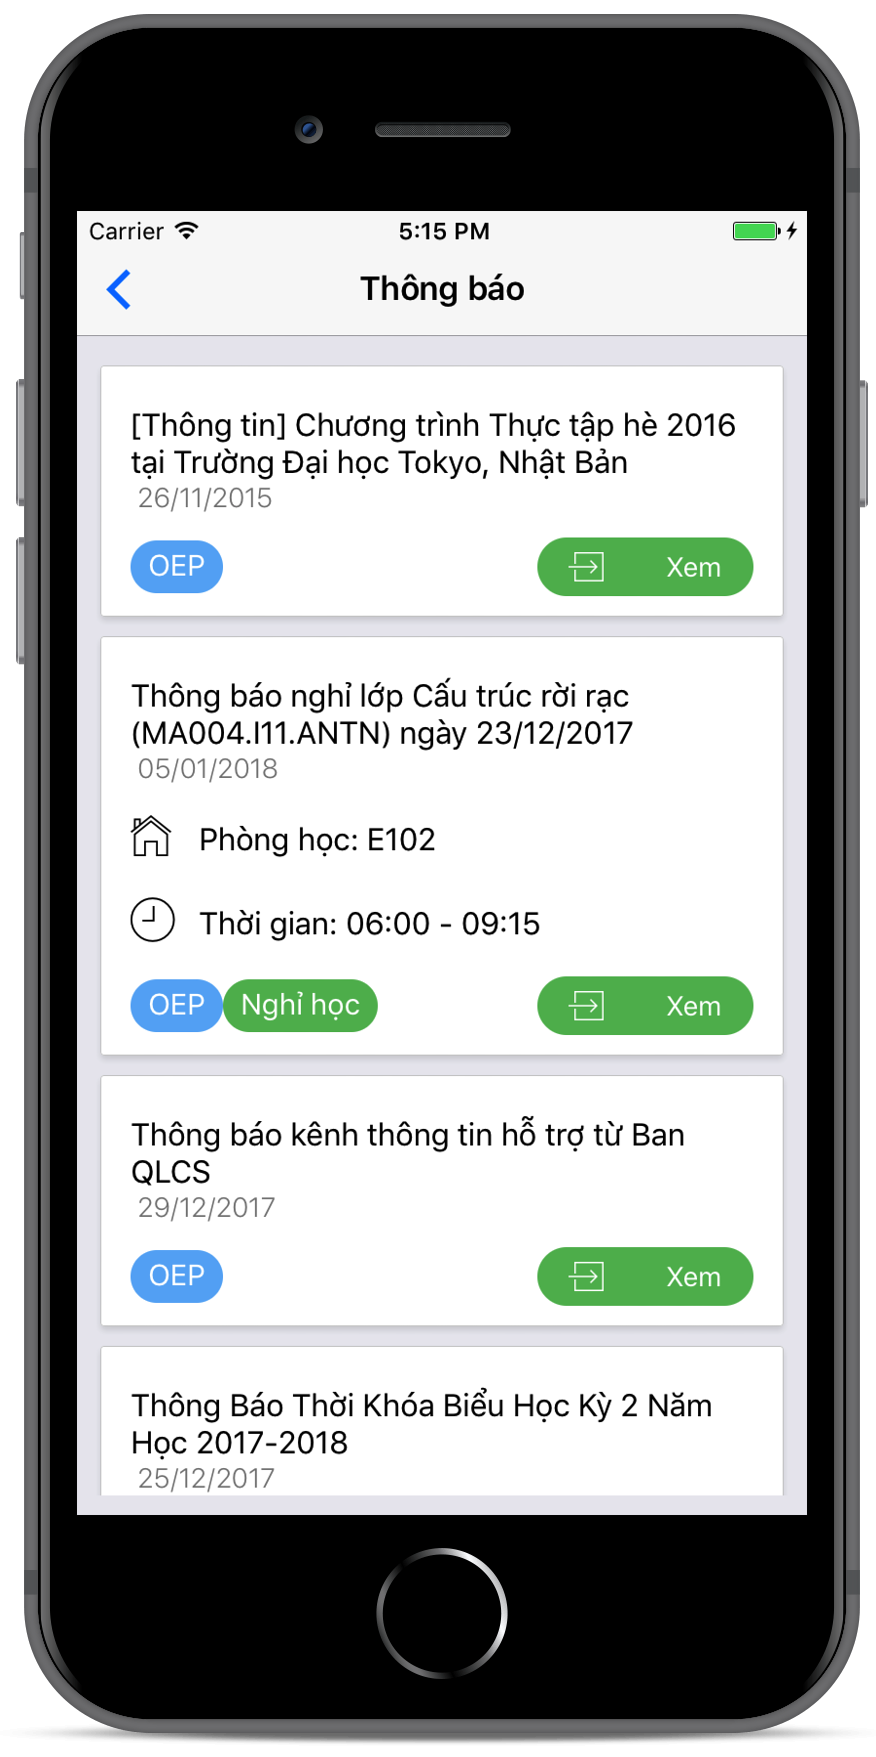 Carrier 5:15 PM
Thông báo
[Thông tin] Chương trình Thực tập hè 2016
tại Trường Đại học Tokyo, Nhật Bản
26/11/2015
OEP Xem
Thông báo nghỉ lớp Cấu trúc rời rạc
(MA004.I11.ANTN) ngày 23/12/2017
05/01/2018
Phòng học: E102
Thời gian: 06:00 - 09:15
OEP Nghỉ học Xem
Thông báo kênh thông tin hỗ trợ từ Ban
QLCS
29/12/2017
OEP Xem
Thông Báo Thời Khóa Biểu Học Kỳ 2 Năm
Học 2017-2018
25/12/2017